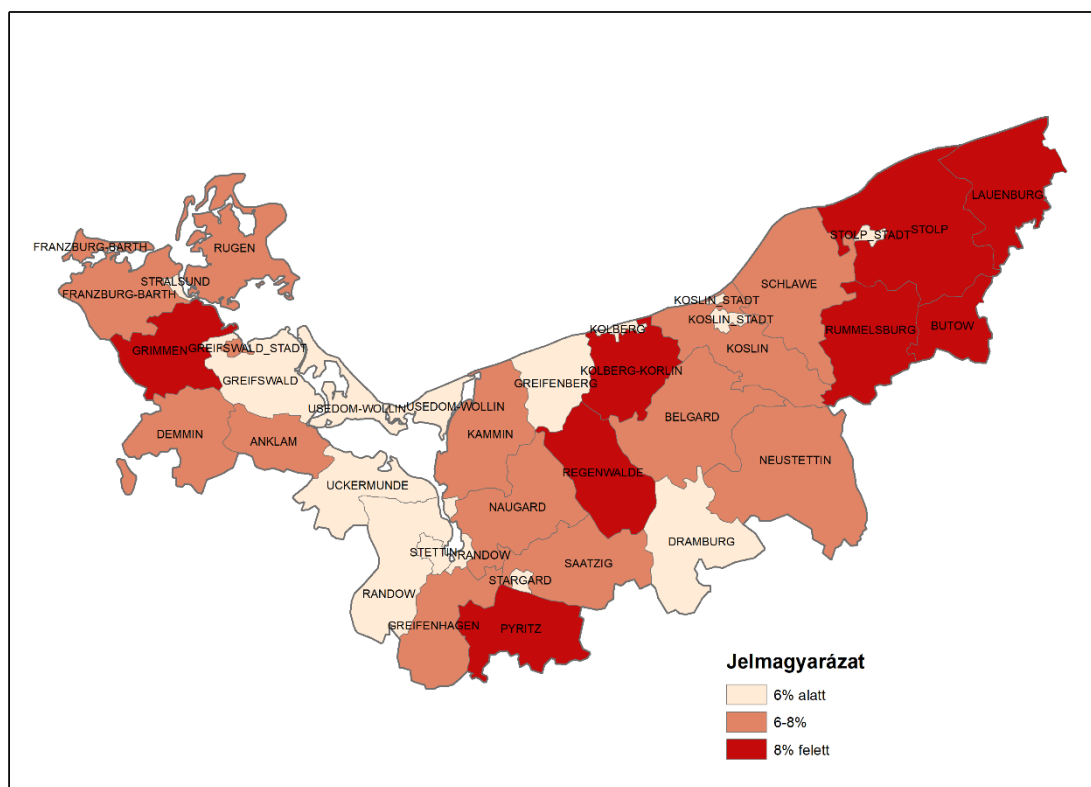 LAUENBURG
STOLP_STADT
STOLP
FRANZBURG-BARTH
RUGEN
STRALSUND
FRANZBURG-BARTH
SCHLAWE
KOSLIN_STADT
KOSLIN_STADT
KOLBERG
RUMMELSBURG
BUTOW
GRIMMEN
GREIFSWALD_STADT
KOSLIN
KOLBERG-KORLIN
GREIFSWALD
GREIFENBERG
USEDOM-WOLLIN
USEDOM-WOLLIN
BELGARD
DEMMIN
ANKLAM
KAMMIN
NEUSTETTIN
REGENWALDE
UCKERMUNDE
NAUGARD
DRAMBURG
STETTIN
RANDOW
SAATZIG
STARGARD
RANDOW
GREIFENHAGEN
PYRITZ
Jelmagyarázat
6% alatt
6-8%
8% felett